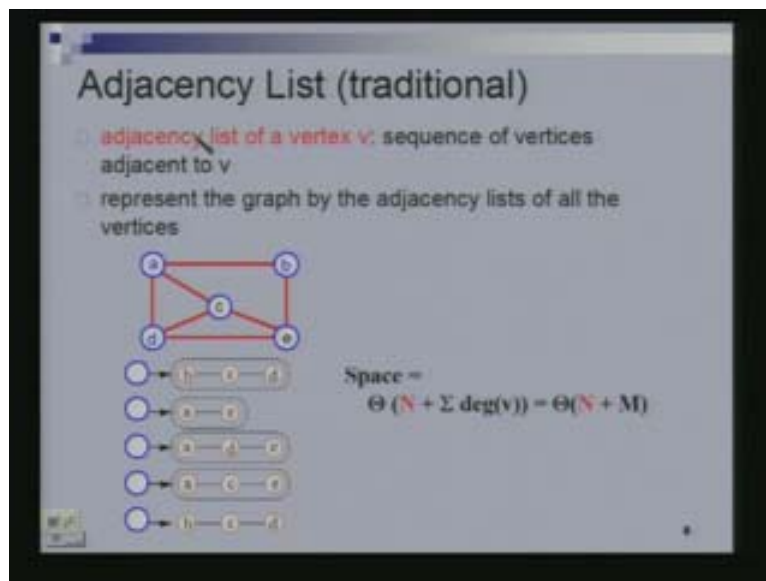 Adjacency List (traditional)
adjacency list of a vertex v: sequence of vertices
adjacent to v
represent the graph by the adjacency lists of all the
vertices
a b
c
d e
b c d
Space =
Θ (N + Σ deg(v)) = Θ(N + M)
a e
a d e
a c e
b c d